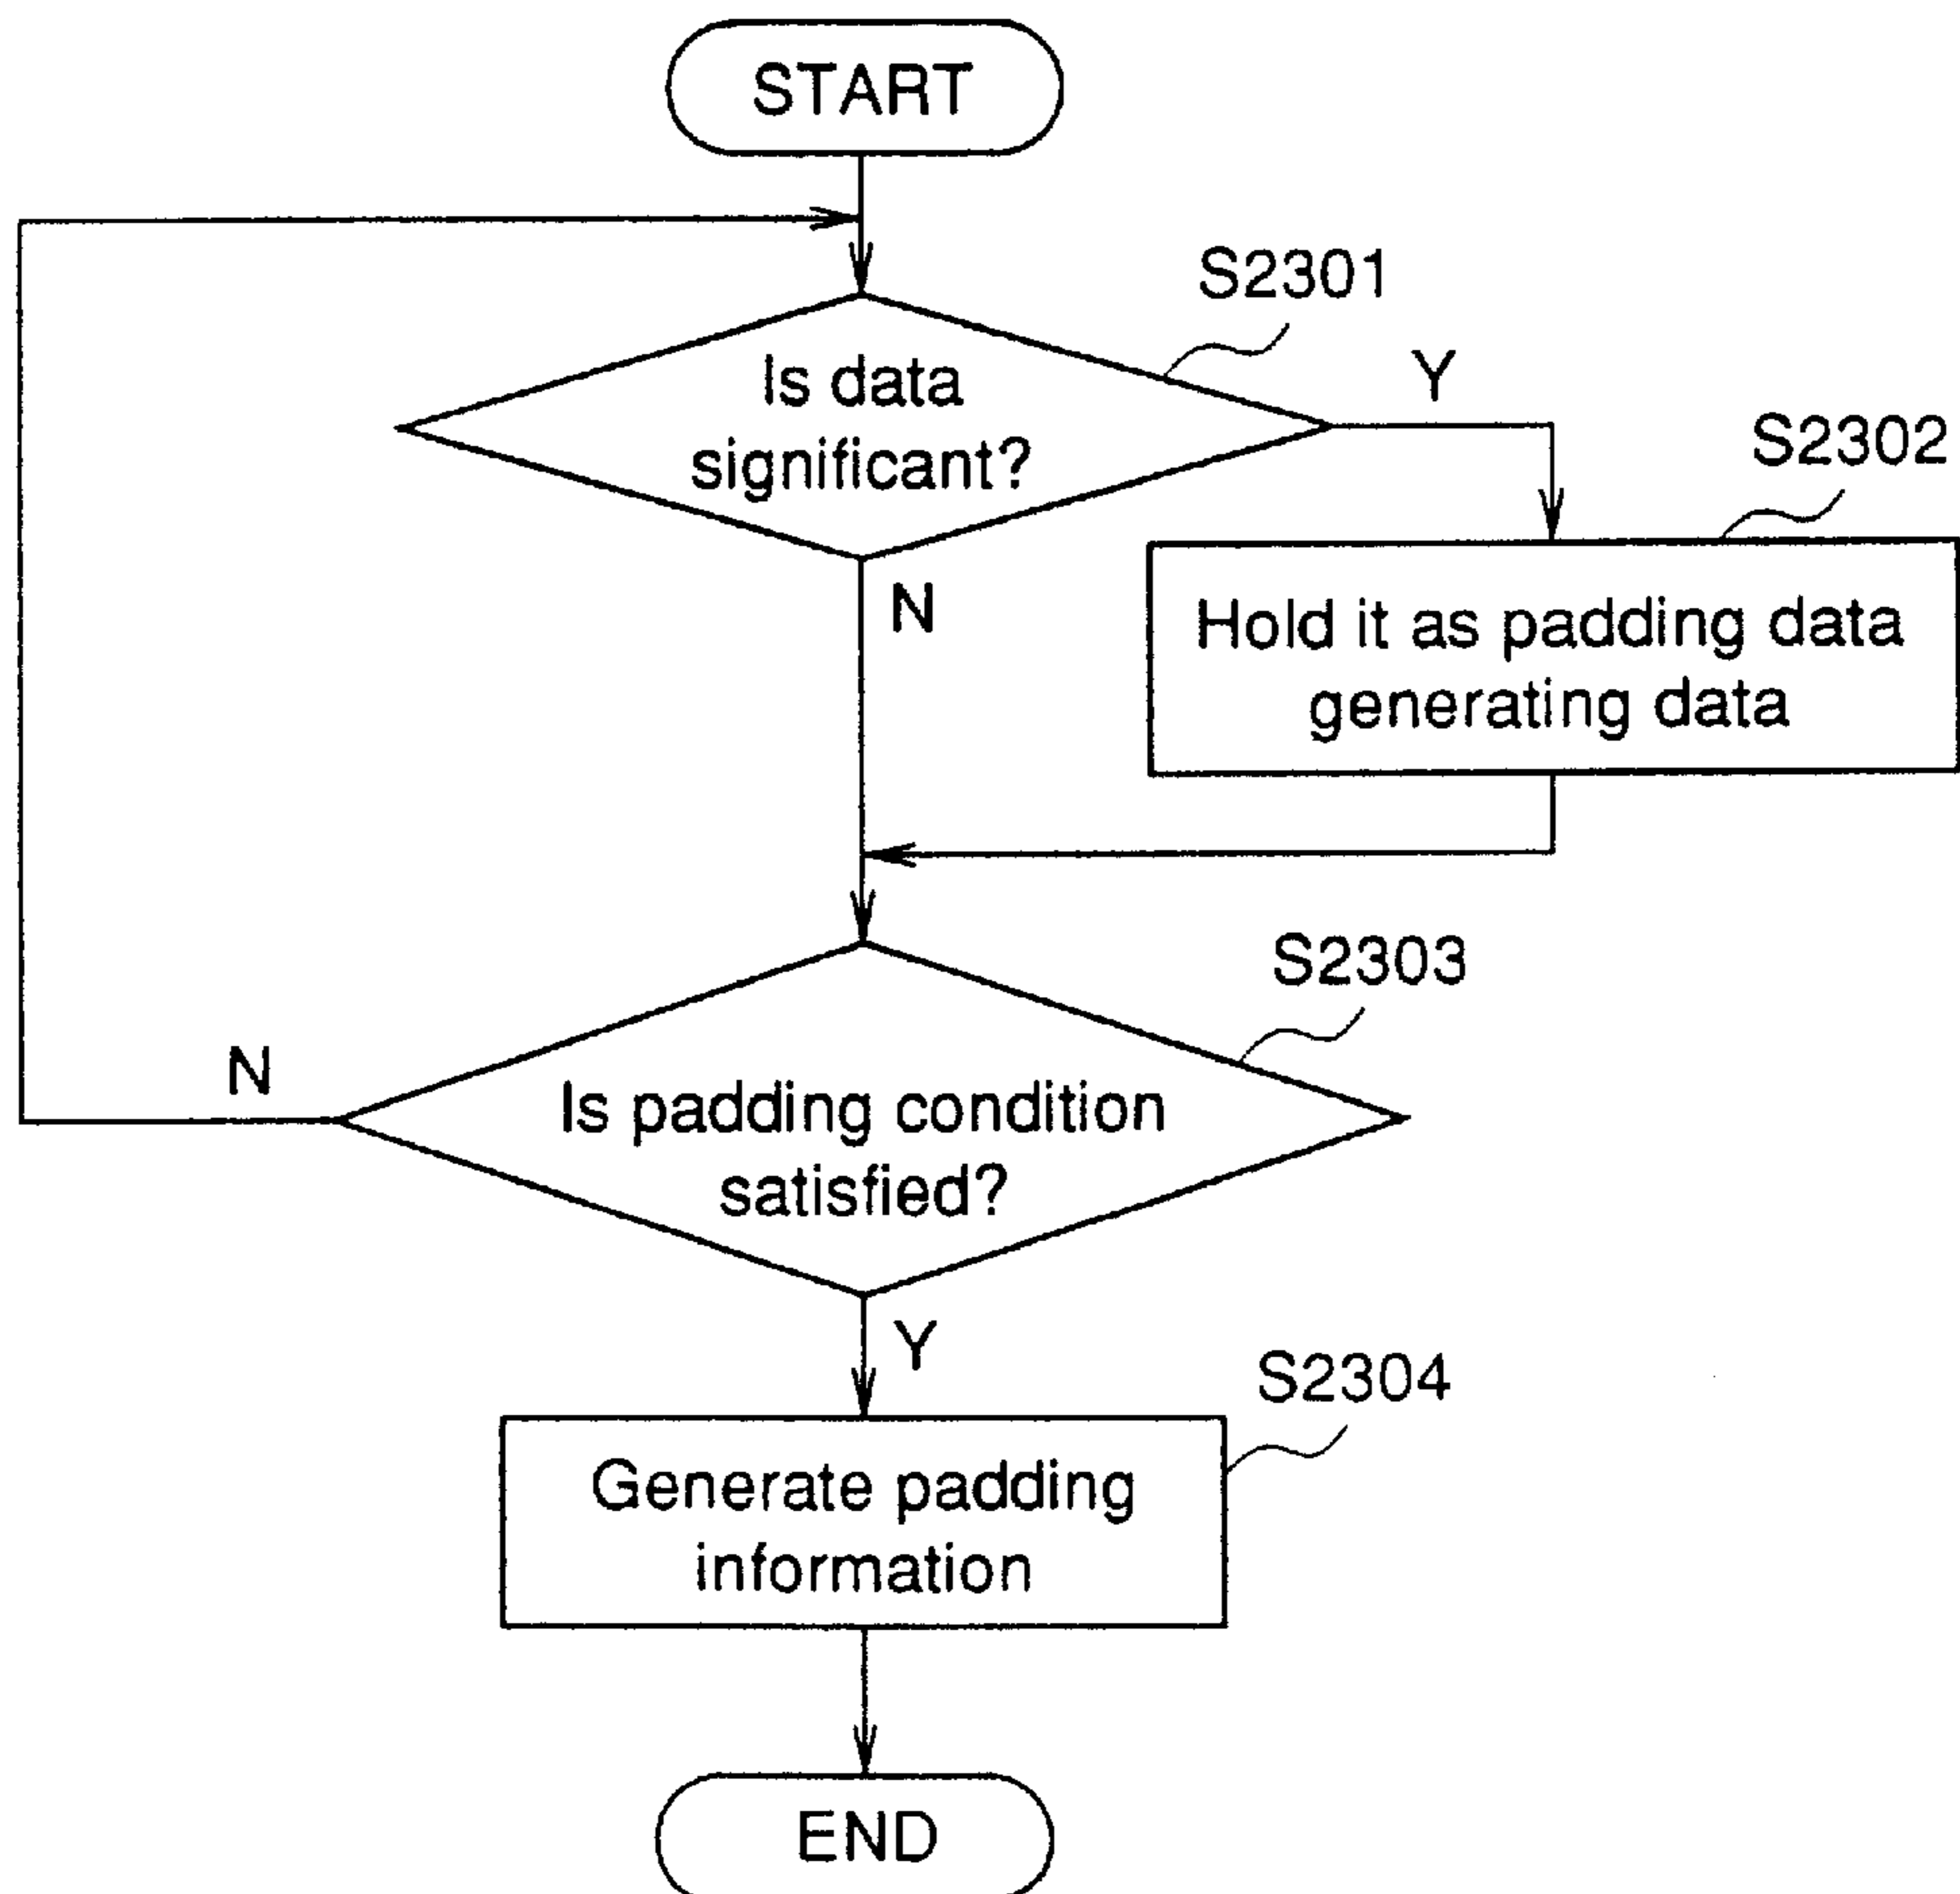 START
S2301
Is data
significant?
Y
S2302
N
Hold it as padding data
generating data
S2303
N
Is padding condition
satisfied?
Y
S2304
Generate padding
information
END